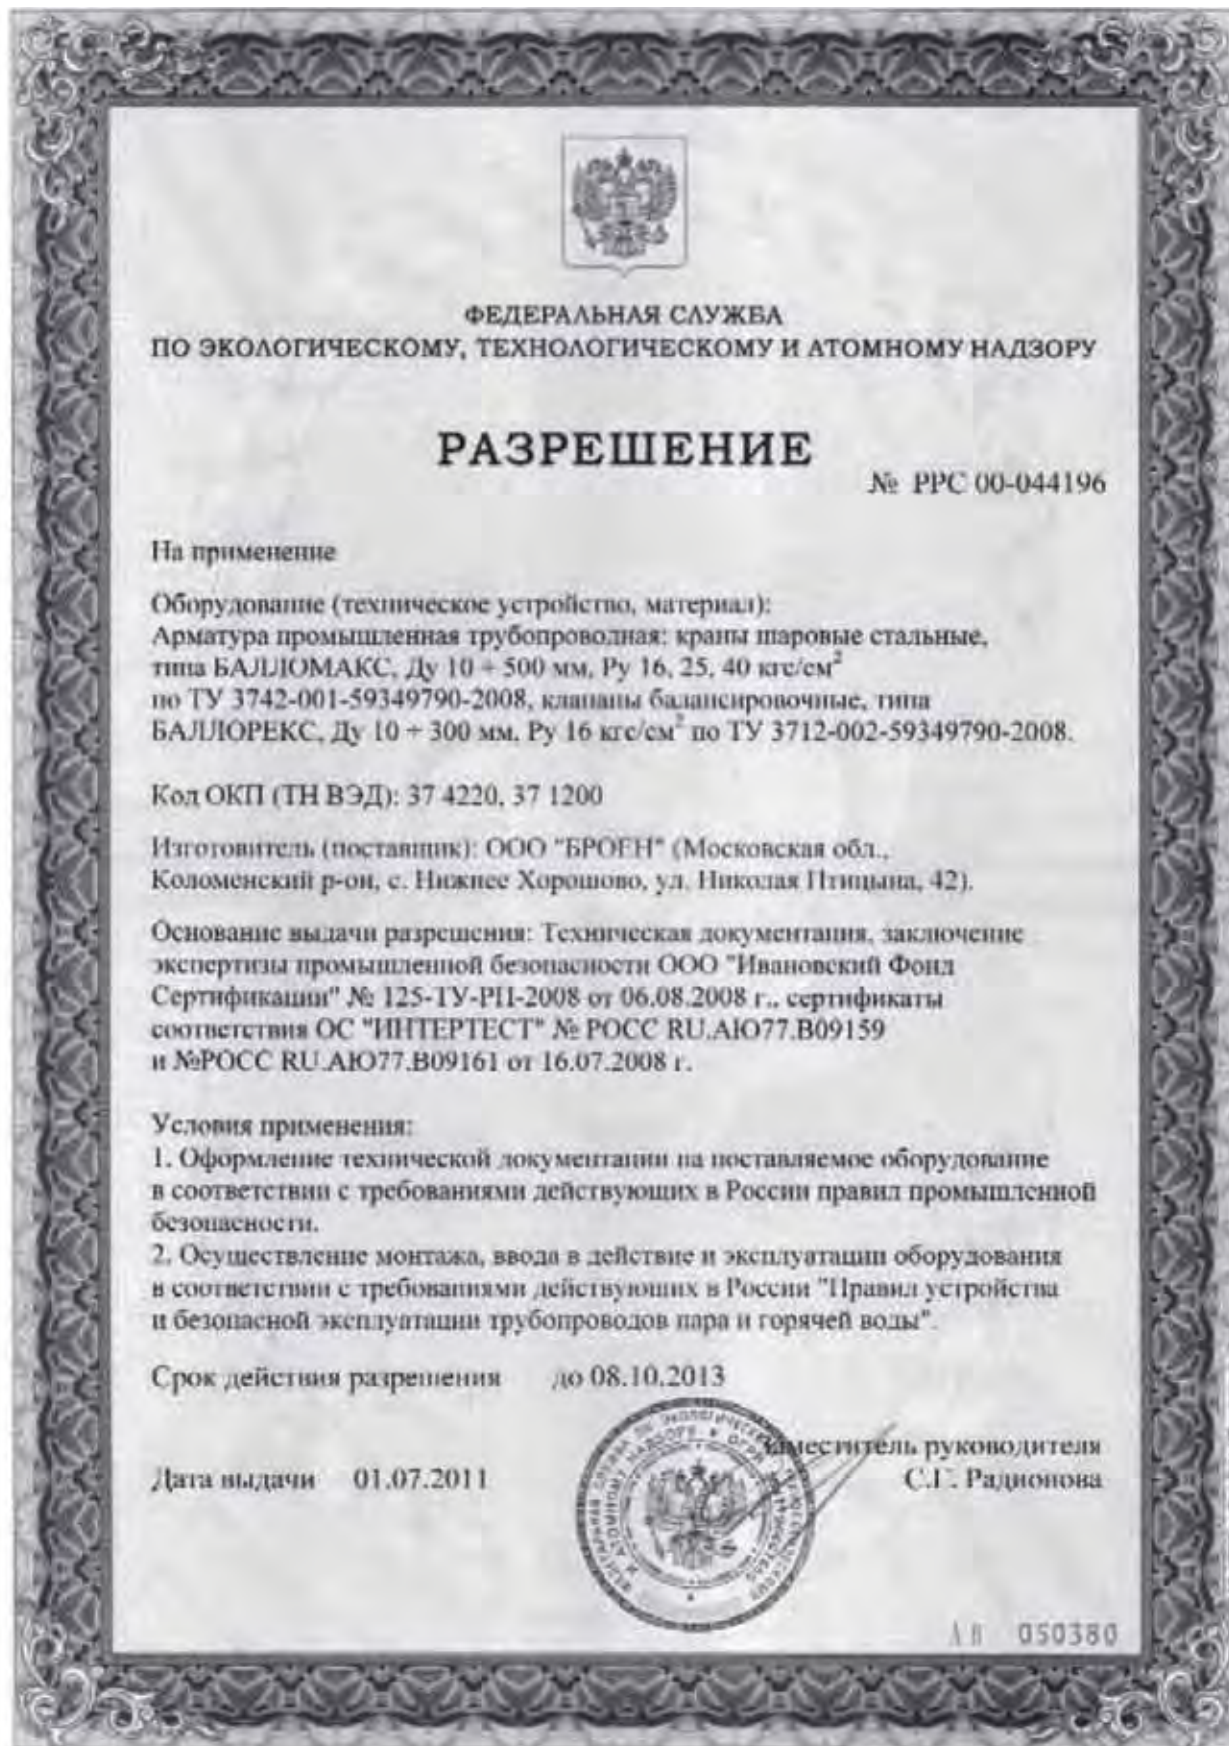 ФЕДЕРАЛЬНАЯ СЛУЖБА
ПО ЭКОЛОГИЧЕСКОМУ, ТЕХНОЛОГИЧЕСКОМУ И АТОМНОМУ НАДЗОРУ
РАЗРЕШЕНИЕ
№ РРС 00-044196
На применение
Оборудование (техническое устройство, материал):
Арматура промышленная трубопроводная: краны шаровые стальные,
типа БАЛЛОМАКС, Ду 10 ÷ 500 мм, Ру 16, 25, 40 кгс/см²
по ТУ 3742-001-59349790-2008, клапаны балансировочные, типа
БАЛЛОРЕКС, Ду 10 ÷ 300 мм, Ру 16 кгс/см² по ТУ 3712-002-59349790-2008.
Код ОКП (ТН ВЭД): 37 4220, 37 1200
Изготовитель (поставщик): ООО "БРОЕН" (Московская обл.,
Коломенский р-он, с. Нижнее Хорошово, ул. Николая Птицына, 42).
Основание выдачи разрешения: Техническая документация, заключение
экспертизы промышленной безопасности ООО "Ивановский Фонд
Сертификации" № 125-ТУ-РП-2008 от 06.08.2008 г., сертификаты
соответствия ОС "ИНТЕРТЕСТ" № РОСС RU.АЮ77.В09159
и №РОСС RU.АЮ77.В09161 от 16.07.2008 г.
Условия применения:
1. Оформление технической документации на поставляемое оборудование
в соответствии с требованиями действующих в России правил промышленной
безопасности.
2. Осуществление монтажа, ввода в действие и эксплуатации оборудования
в соответствии с требованиями действующих в России "Правил устройства
и безопасной эксплуатации трубопроводов пара и горячей воды".
Срок действия разрешения до 08.10.2013
Заместитель руководителя
Дата выдачи 01.07.2011 С.Г. Радионова
АВ 050380